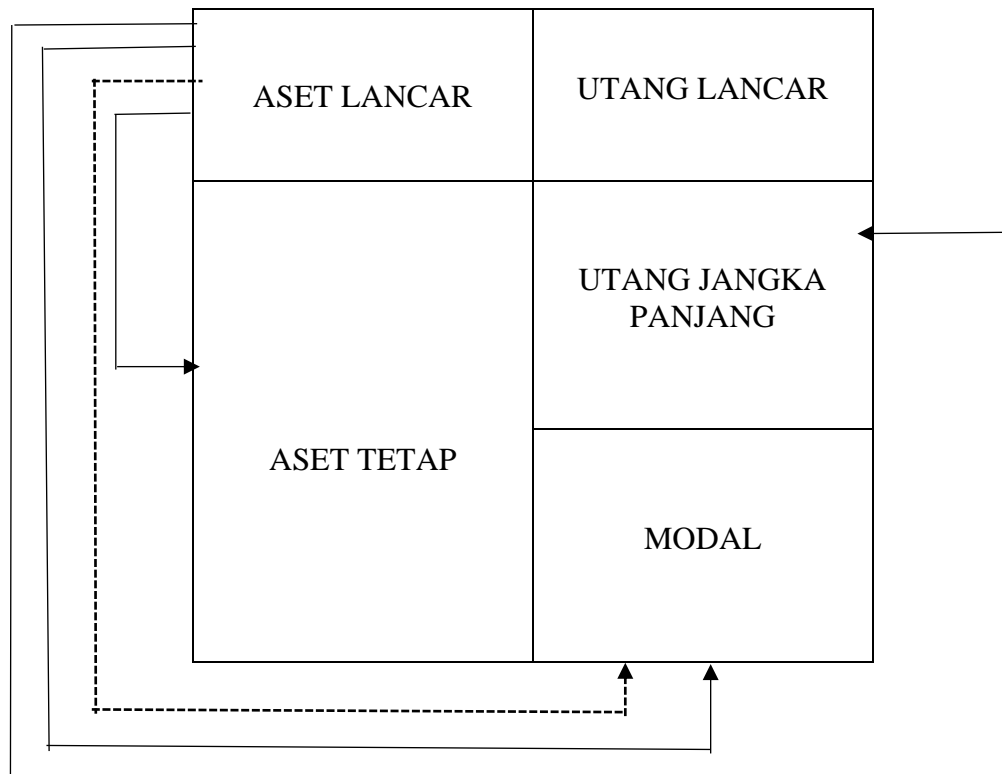 ASET LANCAR
UTANG LANCAR
UTANG JANGKA
PANJANG
ASET TETAP
MODAL